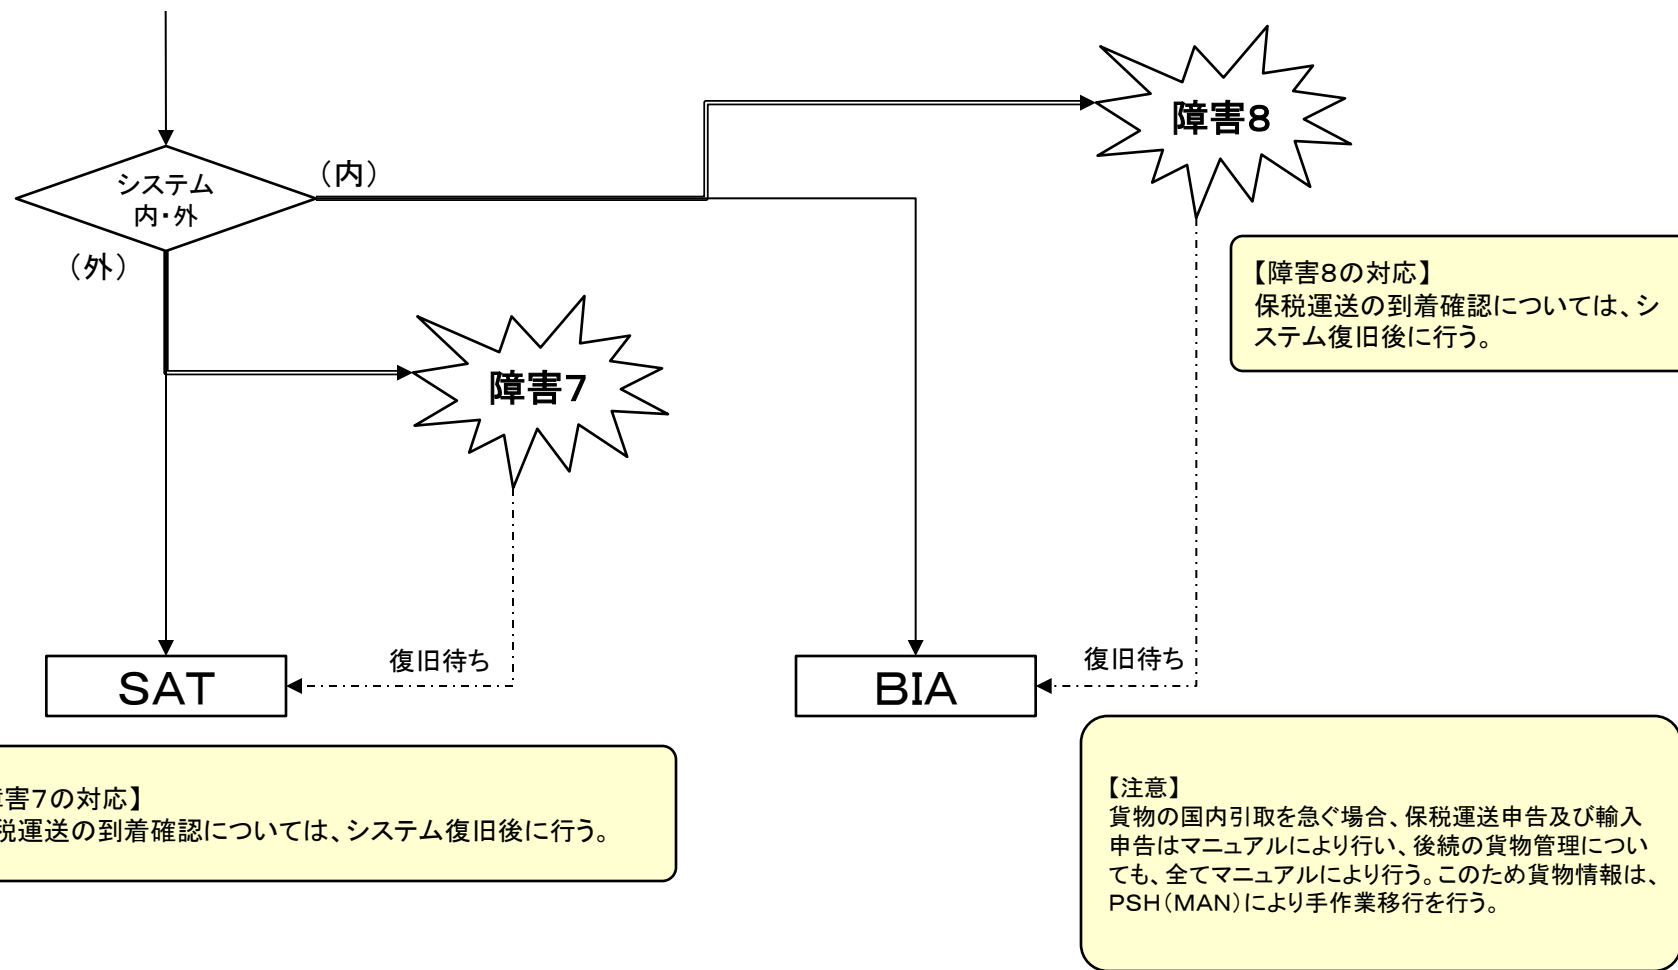 障害８
（内）
システム
内・外
（外）
【障害８の対応】
保税運送の到着確認については、シ
ステム復旧後に行う。
障害７
復旧待ち
復旧待ち
ＳＡＴ
ＢＩＡ
害７の対応】
税運送の到着確認については、システム復旧後に行う。
【注意】
貨物の国内引取を急ぐ場合、保税運送申告及び輸入
申告はマニュアルにより行い、後続の貨物管理につい
ても、全てマニュアルにより行う。このため貨物情報は、
ＰＳＨ（ＭＡＮ）により手作業移行を行う。